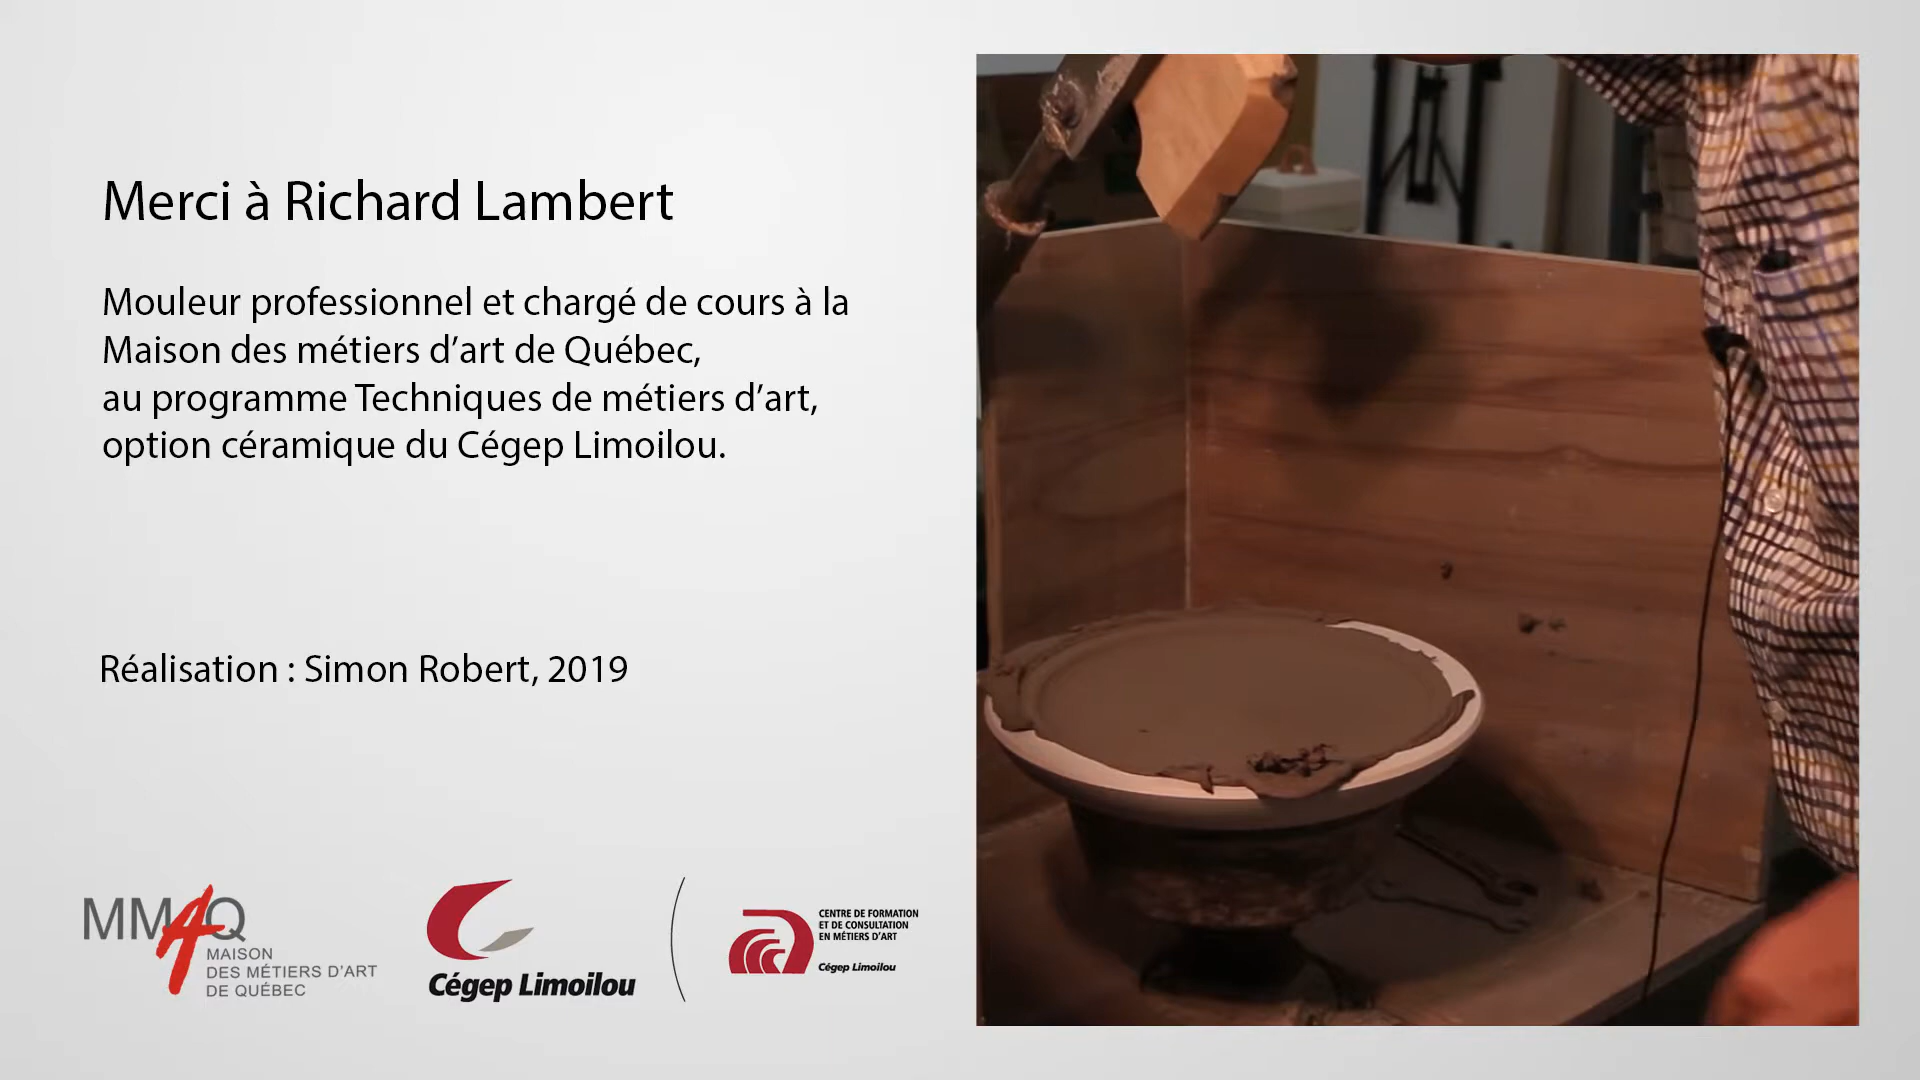 Merci à Richard Lambert
Mouleur professionnel et chargé de cours à la
Maison des métiers d’art de Québec,
au programme Techniques de métiers d’art,
option céramique du Cégep Limoilou.
Réalisation : Simon Robert, 2019
MMAQ
MAISON
DES MÉTIERS D'ART
DE QUÉBEC
Cégep Limoilou
CENTRE DE FORMATION
ET DE CONSULTATION
EN MÉTIERS D'ART
Cégep Limoilou